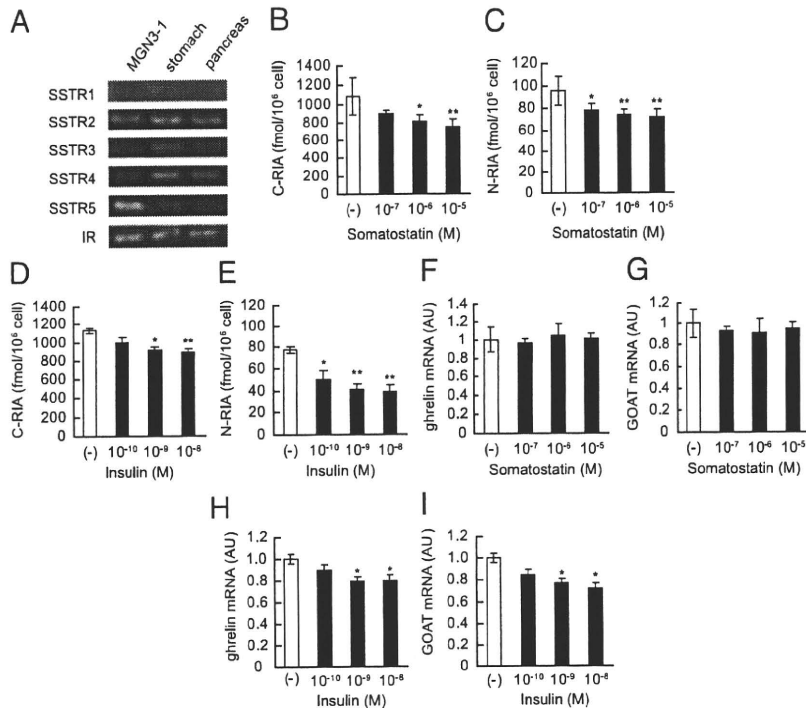 A
MGN3-1 stomach pancreas
SSTR1
SSTR2
SSTR3
SSTR4
SSTR5
IR
B
C-RIA (fmol/10⁶ cell)
1400
1200
1000
800
600
400
200
0
(-) 10⁻⁷ 10⁻⁶ 10⁻⁵
* **
Somatostatin (M)
C
N-RIA (fmol/10⁶ cell)
120
100
80
60
40
20
0
* ** **
(-) 10⁻⁷ 10⁻⁶ 10⁻⁵
Somatostatin (M)
D
C-RIA (fmol/10⁶ cell)
1400
1200
1000
800
600
400
200
0
* **
(-) 10⁻¹⁰ 10⁻⁹ 10⁻⁸
Insulin (M)
E
N-RIA (fmol/10⁶ cell)
120
100
80
60
40
20
0
* ** **
(-) 10⁻¹⁰ 10⁻⁹ 10⁻⁸
Insulin (M)
F
ghrelin mRNA (AU)
1.4
1.2
1
0.8
0.6
0.4
0.2
0
(-) 10⁻⁷ 10⁻⁶ 10⁻⁵
Somatostatin (M)
G
GOAT mRNA (AU)
1.2
1
0.8
0.6
0.4
0.2
0
(-) 10⁻⁷ 10⁻⁶ 10⁻⁵
Somatostatin (M)
H
ghrelin mRNA (AU)
1.2
1.0
0.8
0.6
0.4
0.2
0
* *
(-) 10⁻¹⁰ 10⁻⁹ 10⁻⁸
Insulin (M)
I
GOAT mRNA (AU)
1.2
1.0
0.8
0.6
0.4
0.2
0
* *
(-) 10⁻¹⁰ 10⁻⁹ 10⁻⁸
Insulin (M)